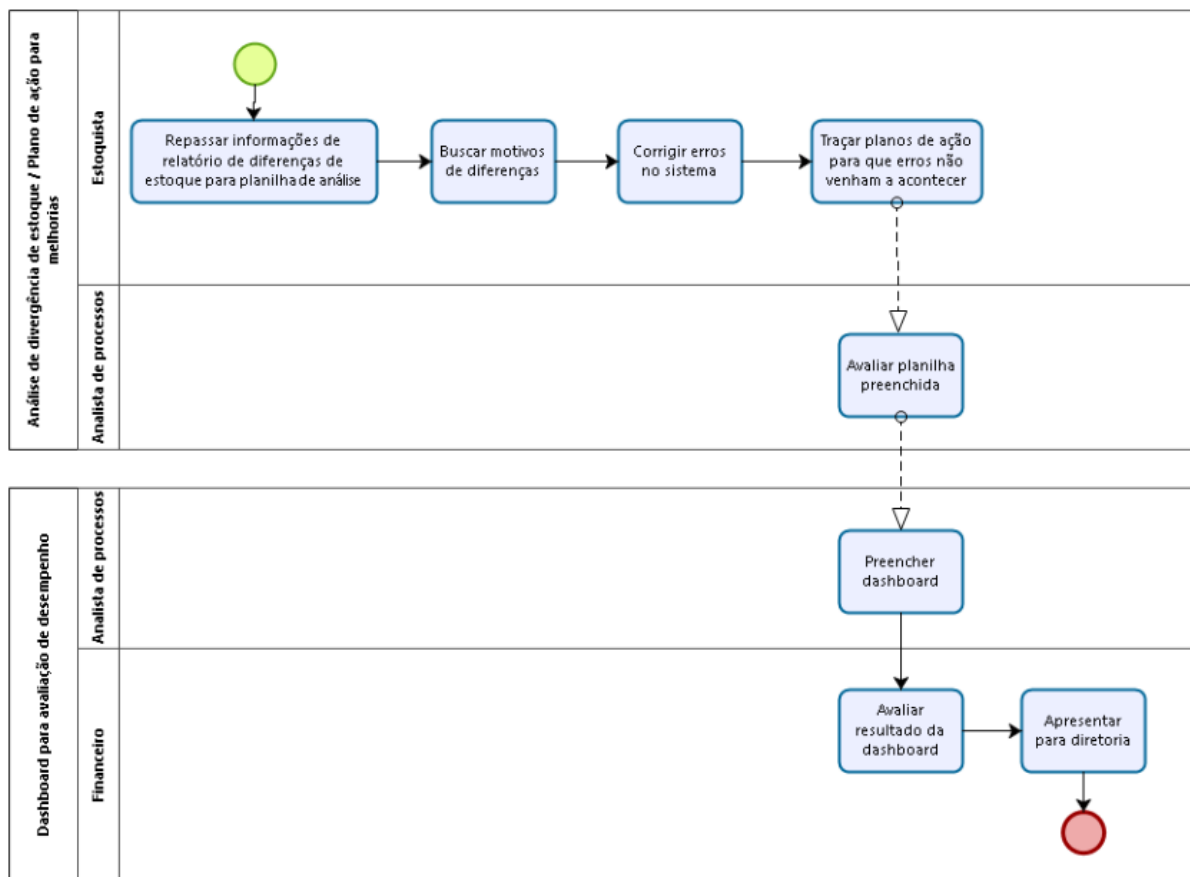 Análise de divergência de estoque / Plano de ação para
melhorias
Estoquista
Repassar informações de
relatório de diferenças de
estoque para planilha de análise
Buscar motivos
de diferenças
Corrigir erros
no sistema
Traçar planos de ação
para que erros não
venham a acontecer
Analista de processos
Avaliar planilha
preenchida
Dashboard para avaliação de desempenho
Analista de processos
Preencher
dashboard
Financeiro
Avaliar
resultado da
dashboard
Apresentar
para diretoria